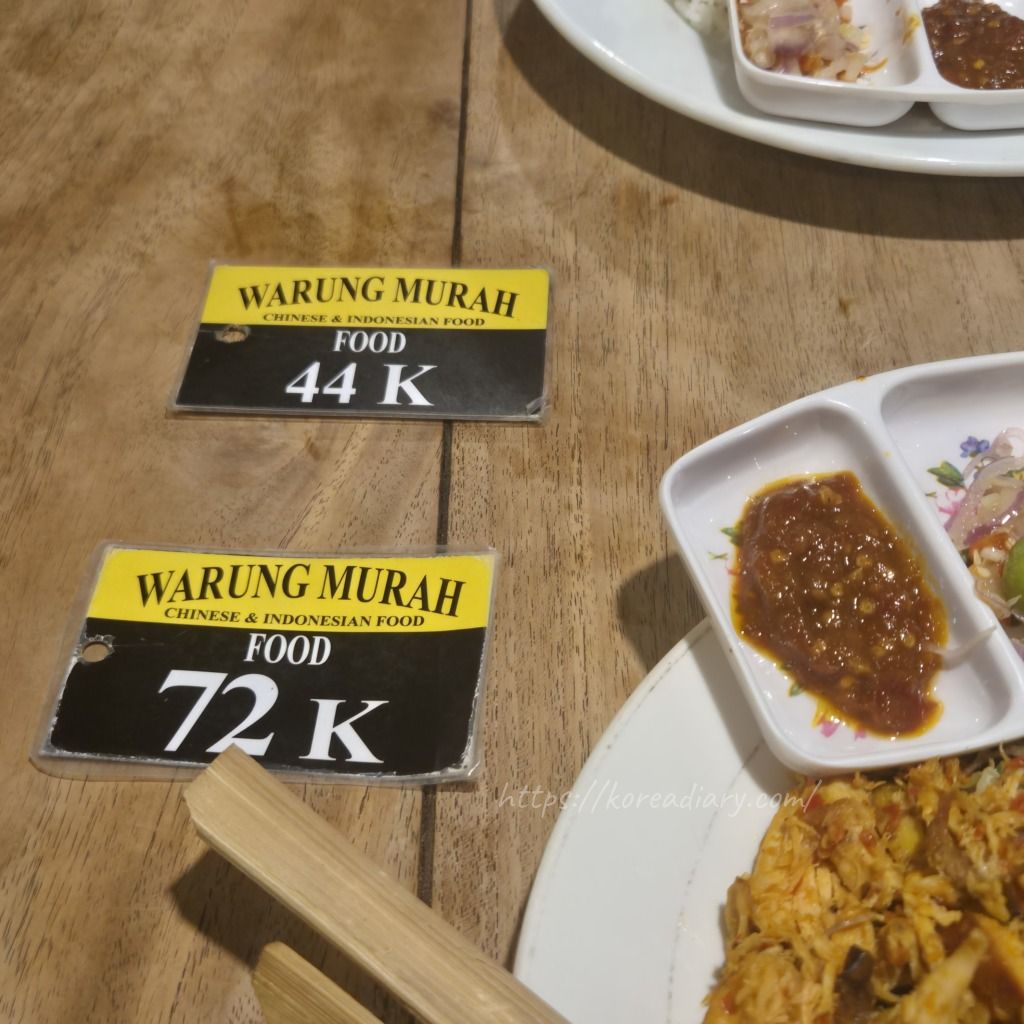 WARUNG MURAH
CHINESE & INDONESIAN FOOD
FOOD
44 K
WARUNG MURAH
CHINESE & INDONESIAN FOOD
FOOD
72 K
https://koreadiary.com/